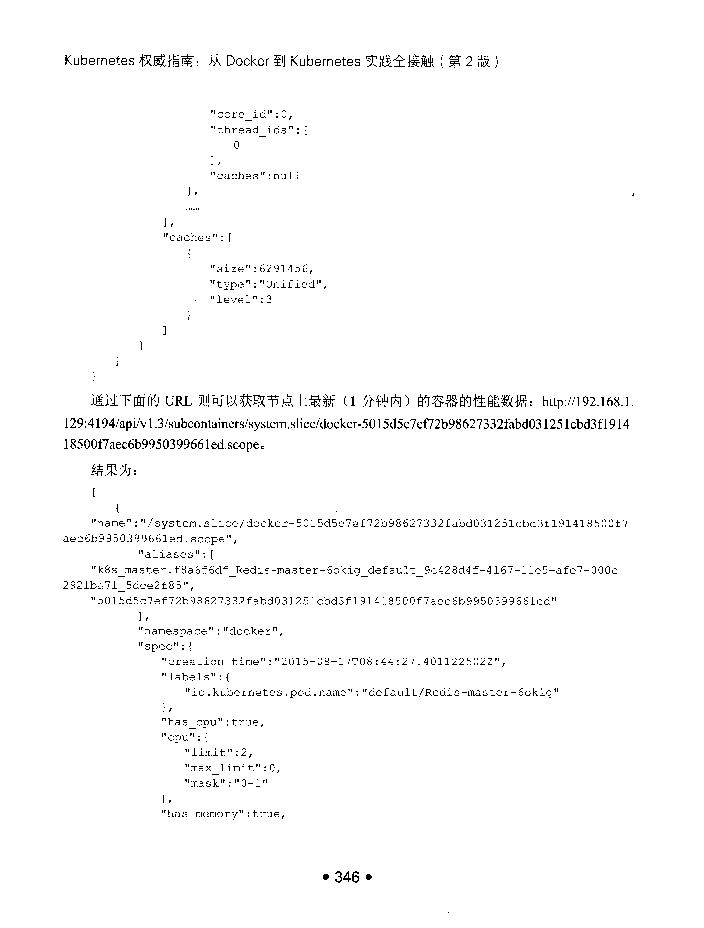 Kubernetes 权威指南：从 Docker 到 Kubernetes 实践全接触（第 2 版）
"core_id":0,
"thread_ids":[
0
],
"caches":null
},
……
],
"caches":[
{
"size":6291456,
"type":"Unified",
"level":3
}
]
}
]
}
通过下面的 URL 则可以获取节点上最新（1 分钟内）的容器的性能数据：http://192.168.1.
129:4194/api/v1.3/subcontainers/system.slice/docker-5015d5c7ef72b98627332fabd031251cbd3f1914
18500f7aec6b9950399661ed.scope。
结果为：
[
{
"name":"/system.slice/docker-5015d5c7ef72b98627332fabd031251cbd3f191418500f7
aec6b9950399661ed.scope",
"aliases":[
"k8s_master.f8a6f6df_Redis-master-6okig_default_9c428d4f-4167-11e5-afe7-000c
2921ba71_5dce2f85",
"5015d5c7ef72b98627332fabd031251cbd3f191418500f7aec6b9950399661ed"
],
"namespace":"docker",
"spec":{
"creation_time":"2015-08-17T08:44:27.401122502Z",
"labels":{
"io.kubernetes.pod.name":"default/Redis-master-6okig"
},
"has_cpu":true,
"cpu":{
"limit":2,
"max_limit":0,
"mask":"0-1"
},
"has_memory":true,
• 346 •